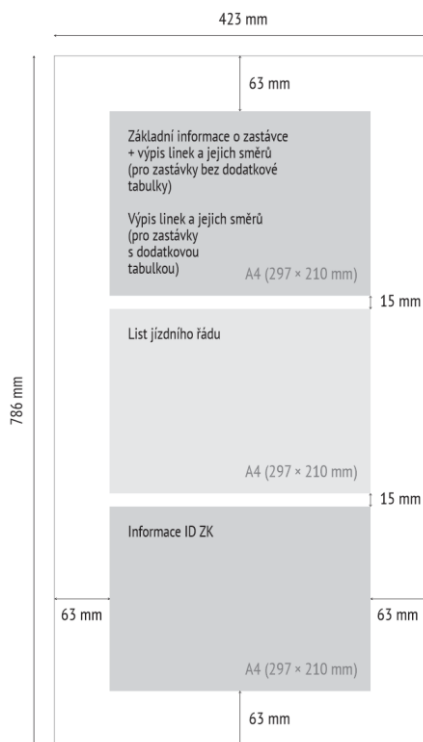 423 mm
63 mm
Základní informace o zastávce
+ výpis linek a jejich směrů
(pro zastávky bez dodatkové
tabulky)
Výpis linek a jejich směrů
(pro zastávky
s dodatkovou
tabulkou)
A4 (297 × 210 mm)
15 mm
List jízdního řádu
786 mm
A4 (297 × 210 mm)
15 mm
Informace ID ZK
63 mm
63 mm
A4 (297 × 210 mm)
63 mm